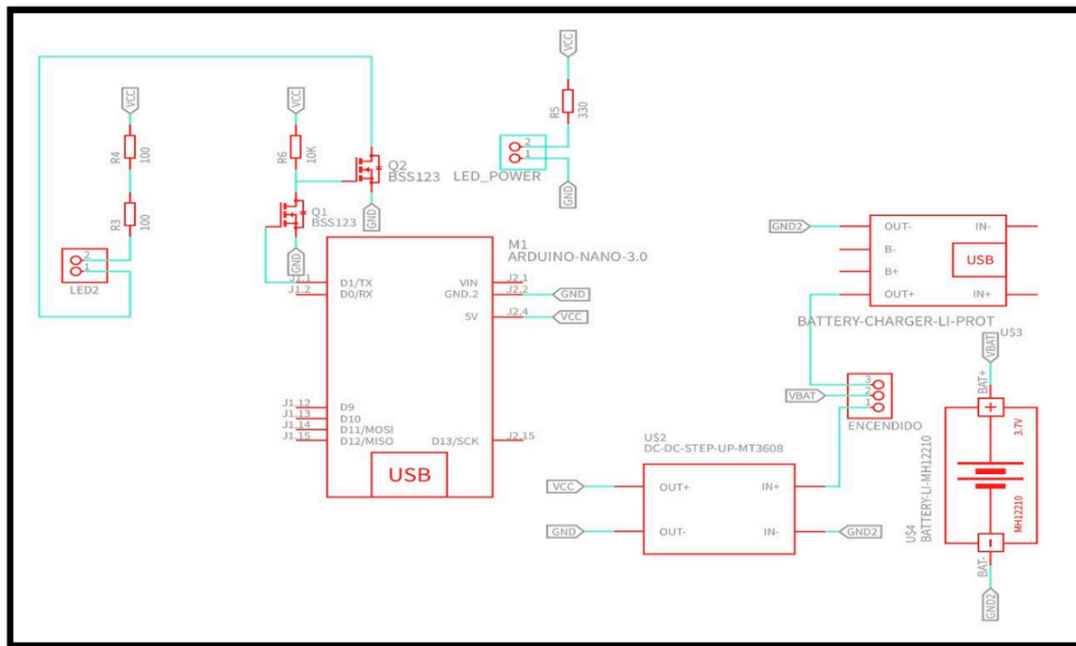 VCC
R5
330
2
1
LED_POWER
GND
VCC
R4
100
R3
100
2
1
LED2
VCC
R6
10K
Q2
BSS123
GND
Q1
BSS123
GND
M1
ARDUINO-NANO-3.0
J1.1 D1/TX VIN J2.1
J1.2 D0/RX GND.2 J2.2 GND
5V J2.4 VCC
J1.12 D9
J1.13 D10
J1.14 D11/MOSI
J1.15 D12/MISO D13/SCK J2.15
USB
GND2 OUT- IN-
B-
USB
B+
OUT+ IN+
BATTERY-CHARGER-LI-PROT
U$3
3
VBAT 2
1
ENCENDIDO
U$2
DC-DC-STEP-UP-MT3608
VCC OUT+ IN+
GND OUT- IN- GND2
VBAT
BAT+
+
3.7V
U$4
BATTERY-LI-MH12210
MH12210
-
BAT-
GND2